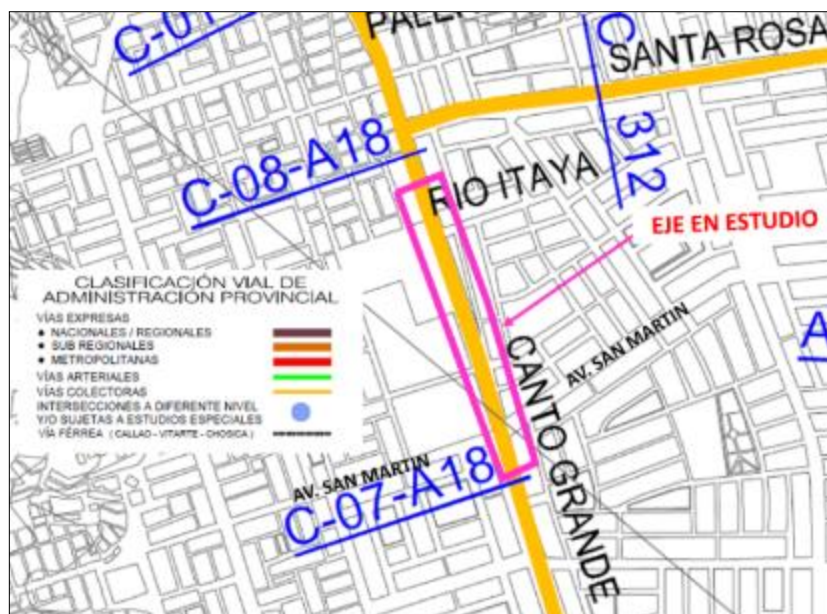 C-01
PALER
SANTA ROSA
C
312
C-08-A18
RIO ITAYA
EJE EN ESTUDIO
CLASIFICACIÓN VIAL DE
ADMINISTRACIÓN PROVINCIAL
VÍAS EXPRESAS
NACIONALES / REGIONALES
SUB REGIONALES
METROPOLITANAS
VÍAS ARTERIALES
VÍAS COLECTORAS
INTERSECCIONES A DIFERENTE NIVEL
Y/O SUJETAS A ESTUDIOS ESPECIALES
VÍA FÉRREA ( CALLAO - VITARTE - CHOSICA )
CANTO GRANDE
AV. SAN MARTIN
A
AV. SAN MARTIN
C-07-A18